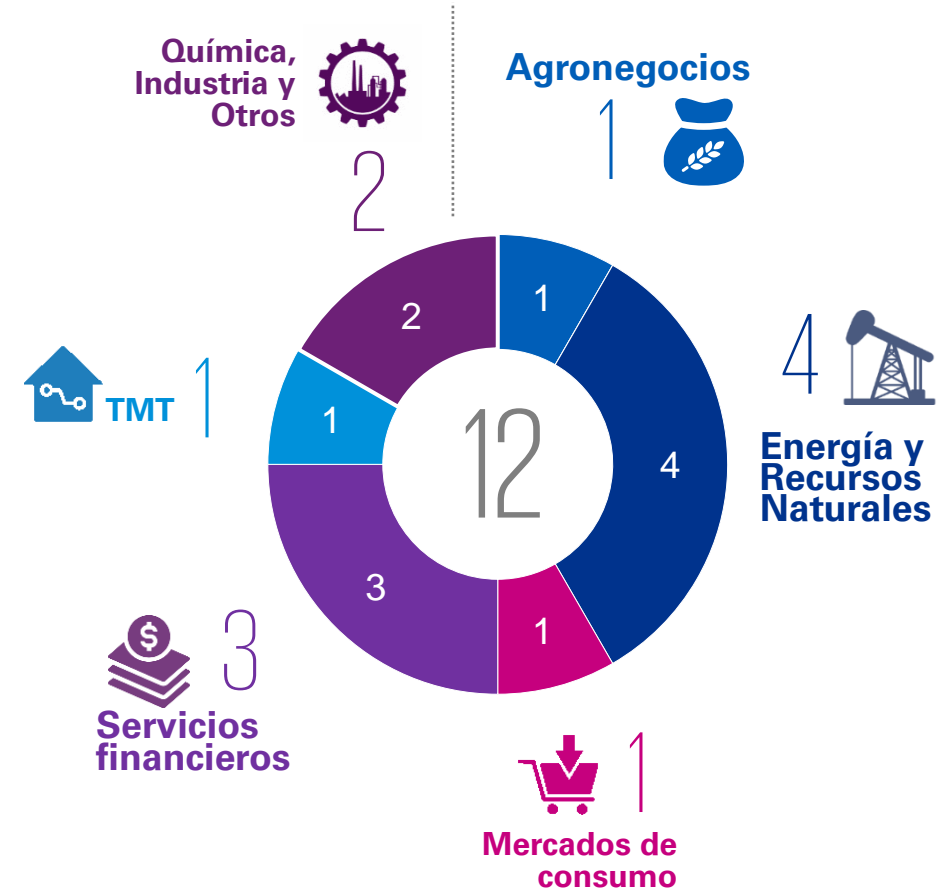 Química,
Industria y
Otros
2
Agronegocios
1
2
1
TMT
1
1
12
4
4
Energía y
Recursos
Naturales
3
1
$
3
Servicios
financieros
1
Mercados de
consumo